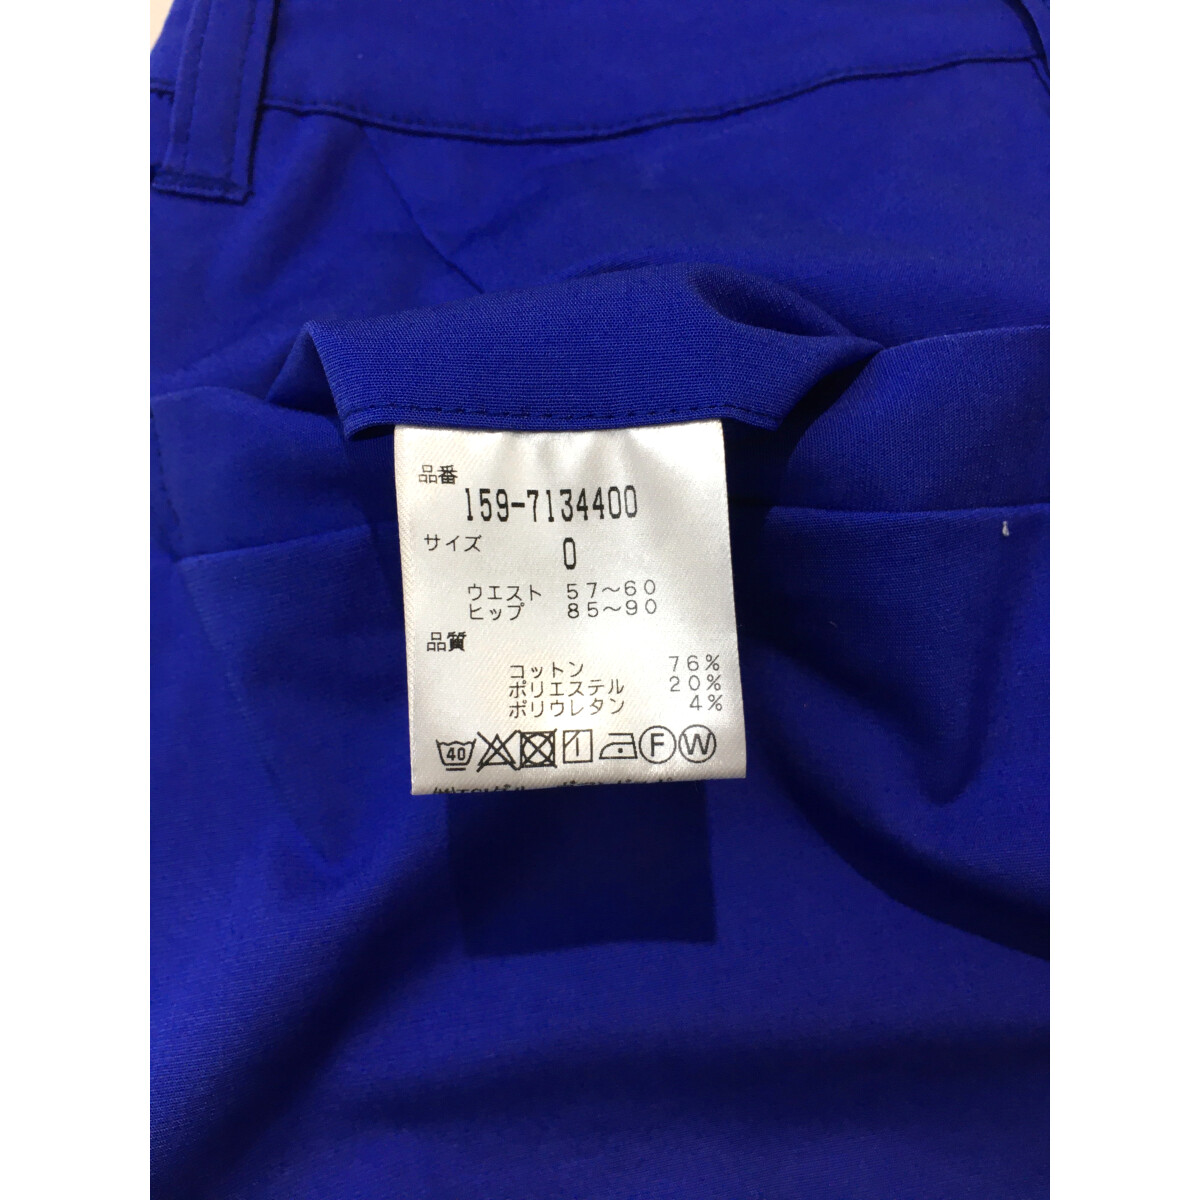 品番
159-7134400
サイズ 0
ウエスト 57～60
ヒップ 85～90
品質
コットン 76%
ポリエステル 20%
ポリウレタン 4%
40 F W